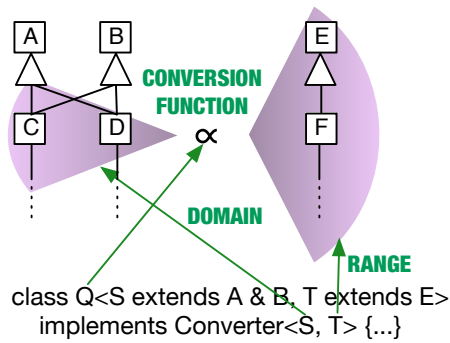 A B E
CONVERSION
FUNCTION
C D ∝ F
DOMAIN
RANGE
class Q<S extends A & B, T extends E>
implements Converter<S, T> {...}